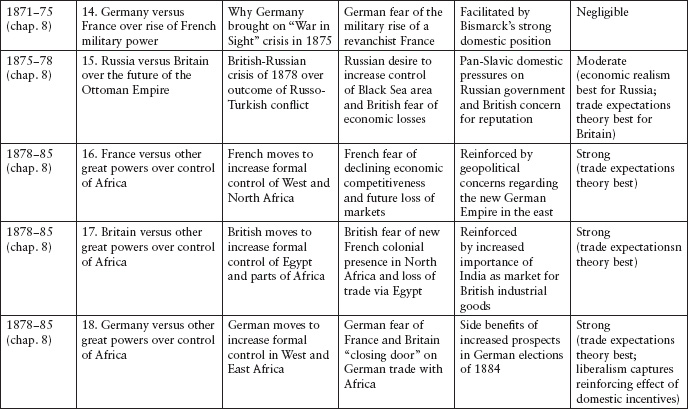 1871–75
(chap. 8)
14. Germany versus
France over rise of French
military power
Why Germany
brought on “War in
Sight” crisis in 1875
German fear of the
military rise of a
revanchist France
Facilitated by
Bismarck’s strong
domestic position
Negligible
1875–78
(chap. 8)
15. Russia versus Britain
over the future of the
Ottoman Empire
British-Russian
crisis of 1878 over
outcome of Russo-
Turkish conflict
Russian desire to
increase control
of Black Sea area
and British fear of
economic losses
Pan-Slavic domestic
pressures on
Russian government
and British concern
for reputation
Moderate
(economic realism
best for Russia;
trade expectations
theory best for
Britain)
1878–85
(chap. 8)
16. France versus other
great powers over control
of Africa
French moves to
increase formal
control of West and
North Africa
French fear of
declining economic
competitiveness
and future loss of
markets
Reinforced by
geopolitical
concerns regarding
the new German
Empire in the east
Strong
(trade expectations
theory best)
1878–85
(chap. 8)
17. Britain versus other
great powers over control
of Africa
British moves to
increase formal
control of Egypt
and parts of Africa
British fear of new
French colonial
presence in North
Africa and loss of
trade via Egypt
Reinforced
by increased
importance of
India as market for
British industrial
goods
Strong
(trade expectationsn
theory best)
1878–85
(chap. 8)
18. Germany versus other
great powers over control
of Africa
German moves to
increase formal
control in West and
East Africa
German fear of
France and Britain
“closing door” on
German trade with
Africa
Side benefits of
increased prospects
in German elections
of 1884
Strong
(trade expectations
theory best;
liberalism captures
reinforcing effect of
domestic incentives)